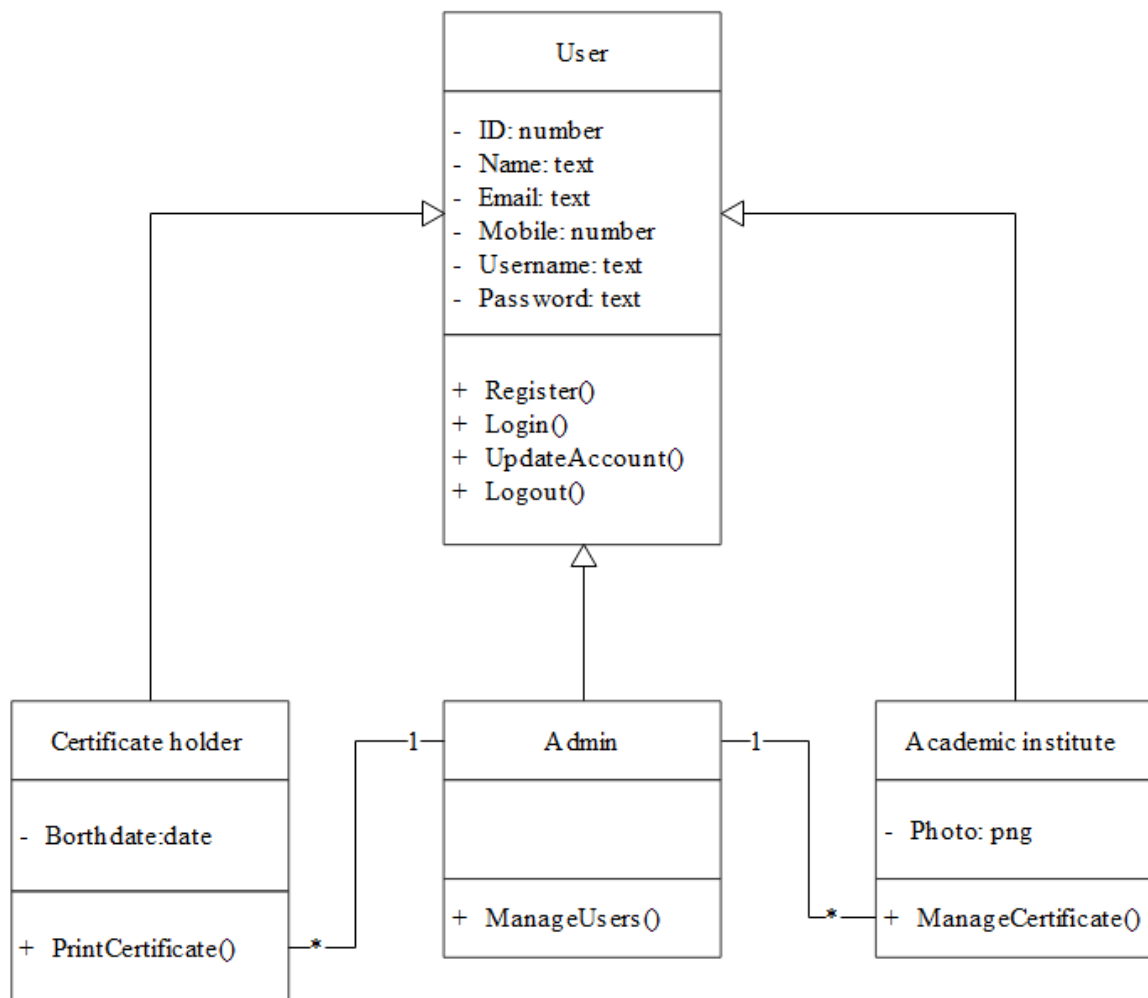 User
- ID: number
- Name: text
- Email: text
- Mobile: number
- Username: text
- Password: text
+ Register()
+ Login()
+ UpdateAccount()
+ Logout()
Certificate holder
- Borthdate:date
+ PrintCertificate()
1
*
Admin
+ ManageUsers()
1
*
Academic institute
- Photo: png
+ ManageCertificate()